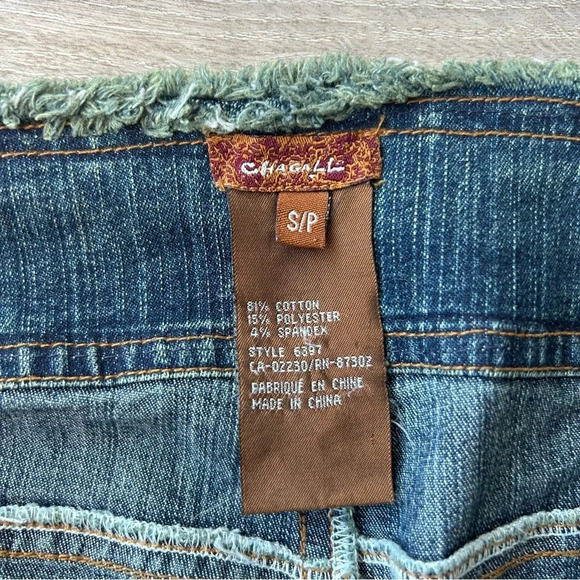 CHAGALL
S/P
81% COTTON
15% POLYESTER
4% SPANDEX
STYLE 6397
CA-02230/RN-87302
FABRIQUÉ EN CHINE
MADE IN CHINA